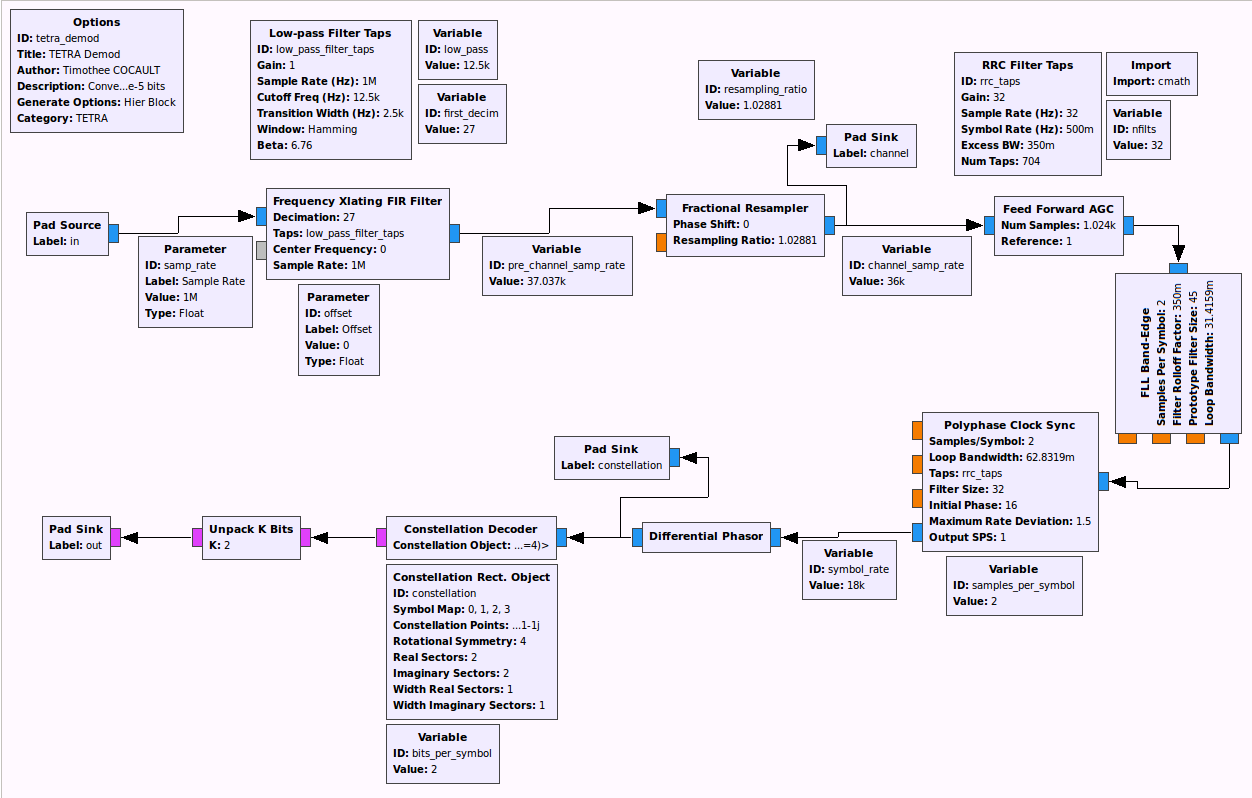 Options
ID: tetra_demod
Title: TETRA Demod
Author: Timothee COCAULT
Description: Conve...e-5 bits
Generate Options: Hier Block
Category: TETRA
Low-pass Filter Taps
ID: low_pass_filter_taps
Gain: 1
Sample Rate (Hz): 1M
Cutoff Freq (Hz): 12.5k
Transition Width (Hz): 2.5k
Window: Hamming
Beta: 6.76
Variable
ID: low_pass
Value: 12.5k
Variable
ID: first_decim
Value: 27
Variable
ID: resampling_ratio
Value: 1.02881
Pad Sink
Label: channel
RRC Filter Taps
ID: rrc_taps
Gain: 32
Sample Rate (Hz): 32
Symbol Rate (Hz): 500m
Excess BW: 350m
Num Taps: 704
Import
Import: cmath
Variable
ID: nfilts
Value: 32
Pad Source
Label: in
Parameter
ID: samp_rate
Label: Sample Rate
Value: 1M
Type: Float
Frequency Xlating FIR Filter
Decimation: 27
Taps: low_pass_filter_taps
Center Frequency: 0
Sample Rate: 1M
Parameter
ID: offset
Label: Offset
Value: 0
Type: Float
Variable
ID: pre_channel_samp_rate
Value: 37.037k
Fractional Resampler
Phase Shift: 0
Resampling Ratio: 1.02881
Variable
ID: channel_samp_rate
Value: 36k
Feed Forward AGC
Num Samples: 1.024k
Reference: 1
FLL Band-Edge
Samples Per Symbol: 2
Filter Rolloff Factor: 350m
Prototype Filter Size: 45
Loop Bandwidth: 31.4159m
Polyphase Clock Sync
Samples/Symbol: 2
Loop Bandwidth: 62.8319m
Taps: rrc_taps
Filter Size: 32
Initial Phase: 16
Maximum Rate Deviation: 1.5
Output SPS: 1
Variable
ID: samples_per_symbol
Value: 2
Variable
ID: symbol_rate
Value: 18k
Differential Phasor
Pad Sink
Label: constellation
Constellation Decoder
Constellation Object: ...=4)>
Constellation Rect. Object
ID: constellation
Symbol Map: 0, 1, 2, 3
Constellation Points: ...1-1j
Rotational Symmetry: 4
Real Sectors: 2
Imaginary Sectors: 2
Width Real Sectors: 1
Width Imaginary Sectors: 1
Variable
ID: bits_per_symbol
Value: 2
Unpack K Bits
K: 2
Pad Sink
Label: out